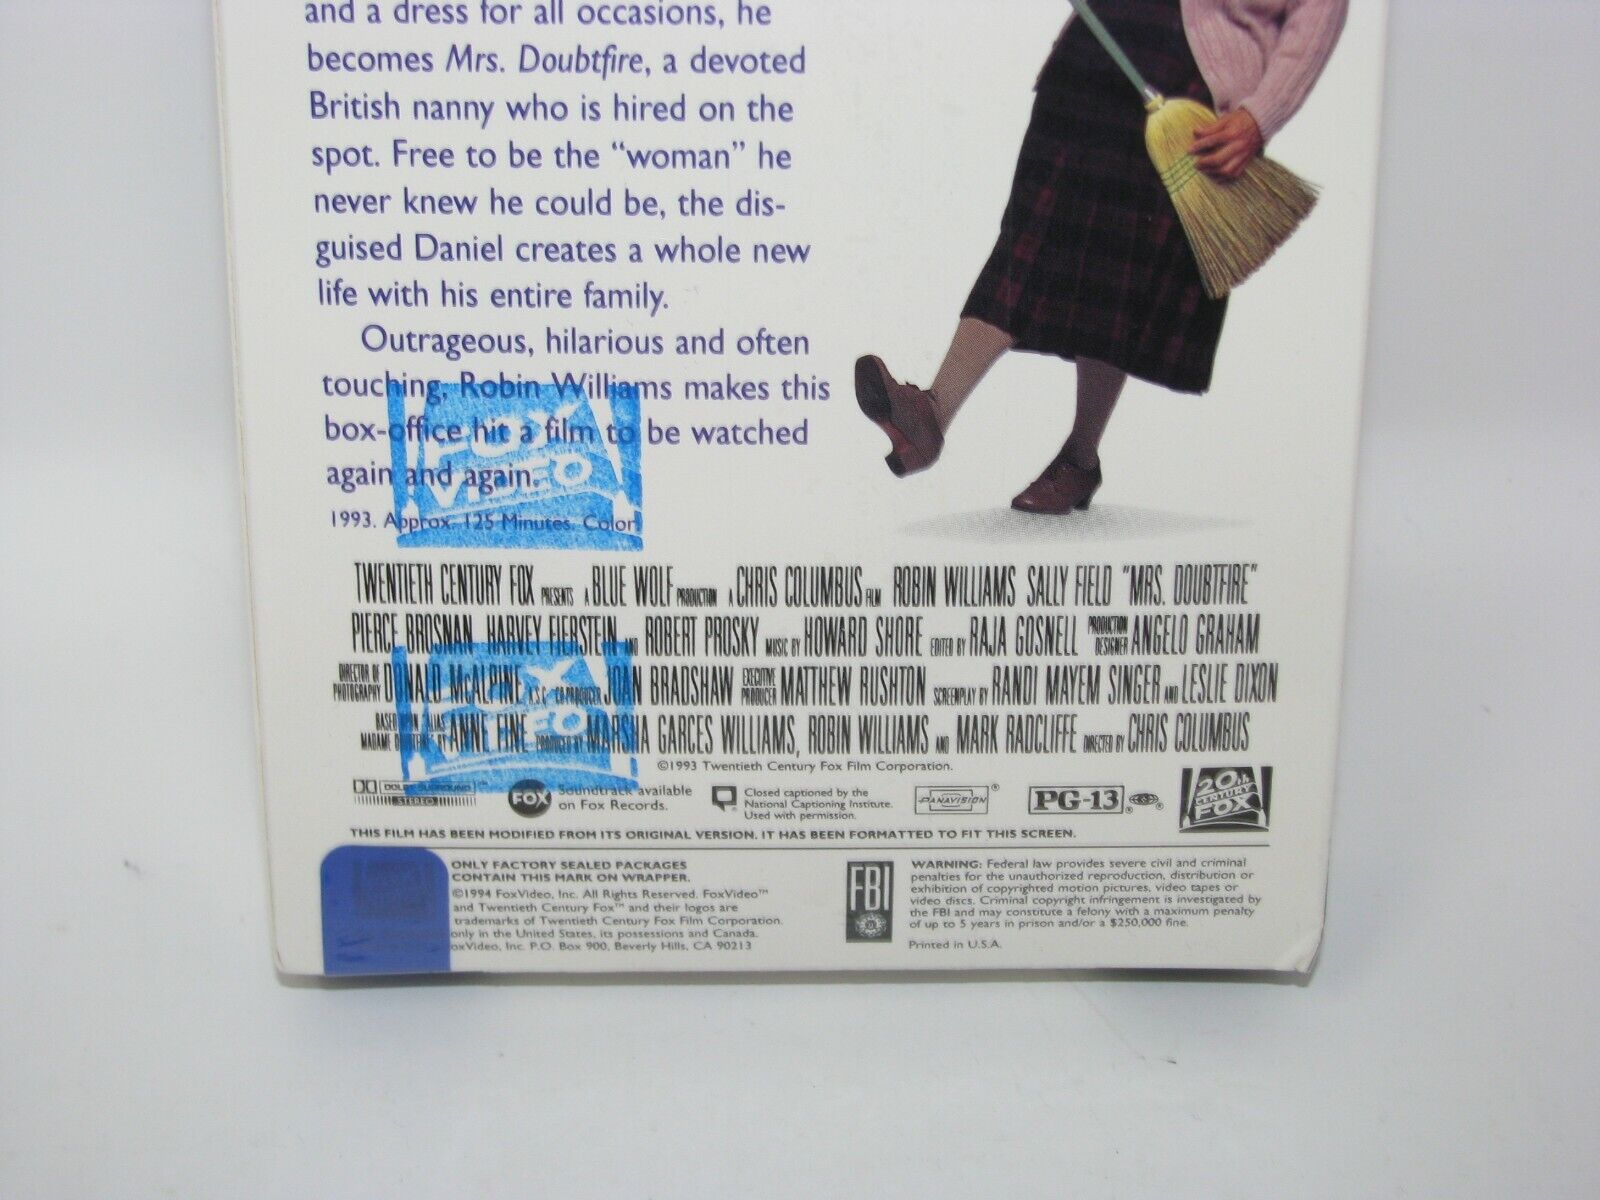 and a dress for all occasions, he
becomes Mrs. Doubtfire, a devoted
British nanny who is hired on the
spot. Free to be the “woman” he
never knew he could be, the dis-
guised Daniel creates a whole new
life with his entire family.
Outrageous, hilarious and often
touching, Robin Williams makes this
box-office hit a film to be watched
again and again.
1993. Approx. 125 Minutes. Color
FOX
VIDEO
TWENTIETH CENTURY FOX PRESENTS A BLUE WOLF PRODUCTION A CHRIS COLUMBUS FILM ROBIN WILLIAMS SALLY FIELD "MRS. DOUBTFIRE"
PIERCE BROSNAN HARVEY FIERSTEIN AND ROBERT PROSKY MUSIC BY HOWARD SHORE EDITED BY RAJA GOSNELL PRODUCTION DESIGNER ANGELO GRAHAM
DIRECTOR OF PHOTOGRAPHY DONALD McALPINE A.S.C. CO-PRODUCER JOAN BRADSHAW EXECUTIVE PRODUCER MATTHEW RUSHTON SCREENPLAY BY RANDI MAYEM SINGER AND LESLIE DIXON
BASED UPON "ALIAS MADAME DOUBTFIRE" BY ANNE FINE PRODUCED BY MARSHA GARCES WILLIAMS, ROBIN WILLIAMS AND MARK RADCLIFFE DIRECTED BY CHRIS COLUMBUS
FOX
VIDEO
©1993 Twentieth Century Fox Film Corporation.
DOLBY SURROUND™
STEREO
FOX
Soundtrack available
on Fox Records.
Closed captioned by the
National Captioning Institute.
Used with permission.
PANAVISION®
PG-13®
®
20th
CENTURY
FOX
THIS FILM HAS BEEN MODIFIED FROM ITS ORIGINAL VERSION. IT HAS BEEN FORMATTED TO FIT THIS SCREEN.
ONLY FACTORY SEALED PACKAGES
CONTAIN THIS MARK ON WRAPPER.
©1994 FoxVideo, Inc. All Rights Reserved. FoxVideo™
and Twentieth Century Fox™ and their logos are
trademarks of Twentieth Century Fox Film Corporation.
only in the United States, its possessions and Canada.
oxVideo, Inc. P.O. Box 900, Beverly Hills, CA 90213
FBI
WARNING: Federal law provides severe civil and criminal
penalties for the unauthorized reproduction, distribution or
exhibition of copyrighted motion pictures, video tapes or
video discs. Criminal copyright infringement is investigated by
the FBI and may constitute a felony with a maximum penalty
of up to 5 years in prison and/or a $250,000 fine.
Printed in U.S.A.